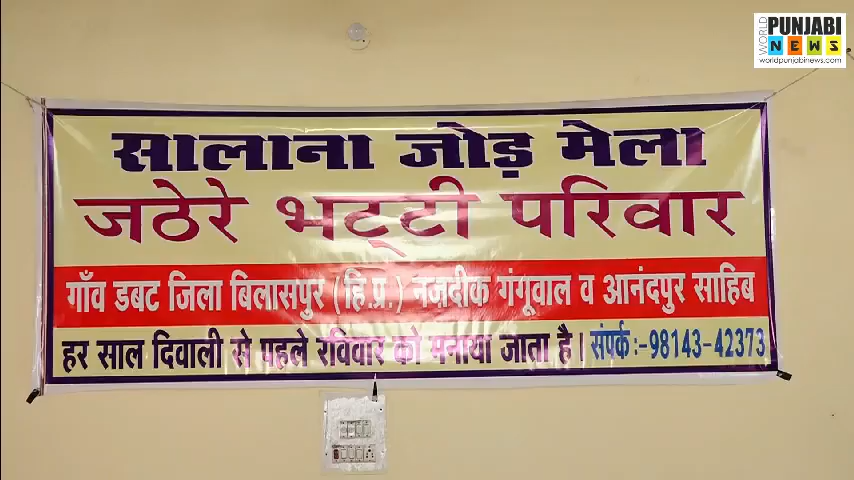 WORLD PUNJABI
NEWS
worldpunjabinews.com
सालाना जोड़ मेला
जठेरे भट्टी परिवार
गाँव डबट जिला बिलासपुर (हि.प्र.) नजदीक गंगूवाल व आनंदपुर साहिब
हर साल दिवाली से पहले रविवार को मनाया जाता है। संपर्क :-98143-42373